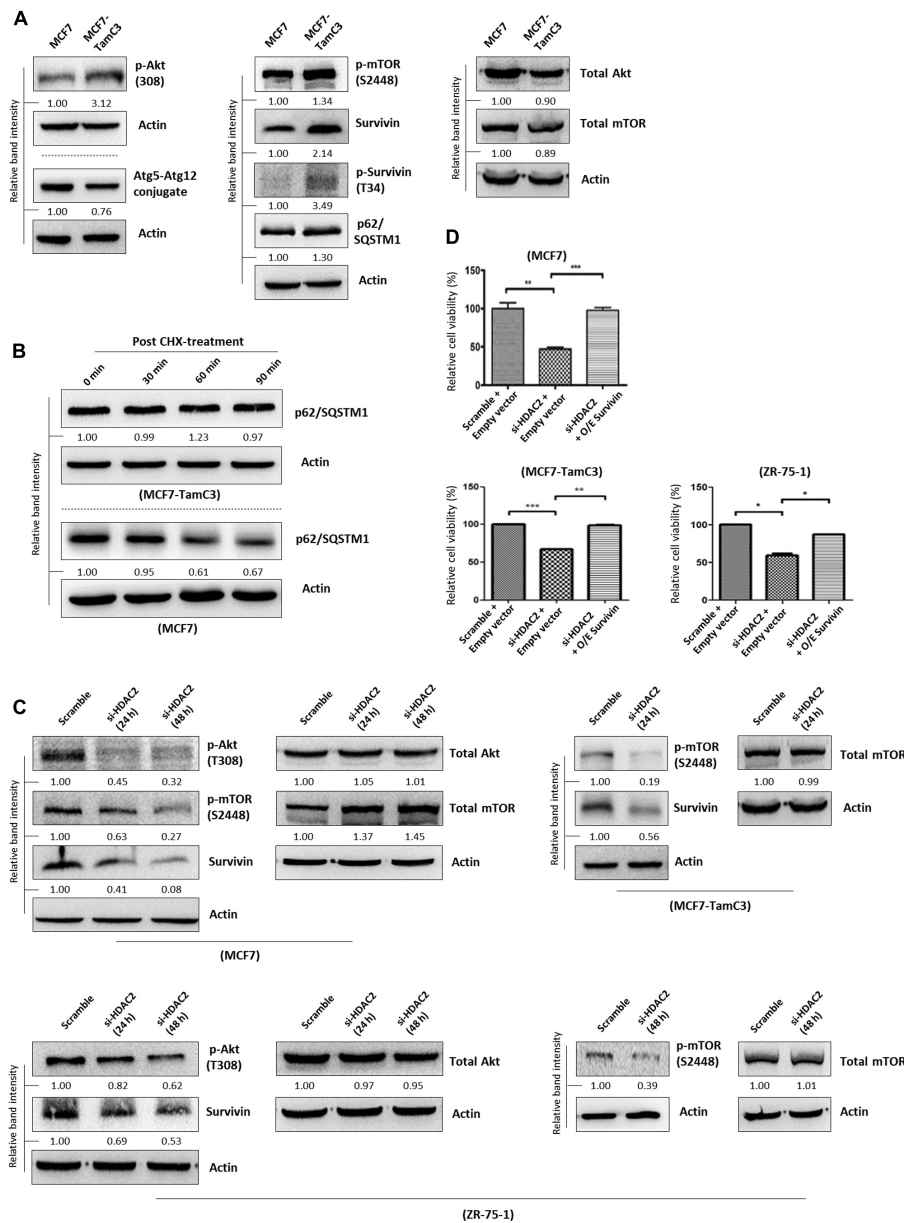 A
MCF7
MCF7-
TamC3
Relative band intensity
p-Akt
(308)
1.00 3.12
Actin
Atg5-Atg12
conjugate
1.00 0.76
Actin
MCF7
MCF7-
TamC3
Relative band intensity
p-mTOR
(S2448)
1.00 1.34
Survivin
1.00 2.14
p-Survivin
(T34)
1.00 3.49
p62/
SQSTM1
1.00 1.30
Actin
MCF7
MCF7-
TamC3
Relative band intensity
Total Akt
1.00 0.90
Total mTOR
1.00 0.89
Actin
B
Post CHX-treatment
0 min 30 min 60 min 90 min
Relative band intensity
p62/SQSTM1
1.00 0.99 1.23 0.97
Actin
(MCF7-TamC3)
p62/SQSTM1
1.00 0.95 0.61 0.67
Actin
(MCF7)
D
(MCF7)
Relative cell viability (%)
150
100
50
0
** ***
Scramble +
Empty vector
si-HDAC2 +
Empty vector
si-HDAC2
+ O/E Survivin
(MCF7-TamC3)
Relative cell viability (%)
150
100
50
0
*** **
Scramble +
Empty vector
si-HDAC2 +
Empty vector
si-HDAC2
+ O/E Survivin
(ZR-75-1)
Relative cell viability (%)
150
100
50
0
* *
Scramble +
Empty vector
si-HDAC2 +
Empty vector
si-HDAC2
+ O/E Survivin
C
Scramble
si-HDAC2
(24 h)
si-HDAC2
(48 h)
Relative band intensity
p-Akt
(T308)
1.00 0.45 0.32
p-mTOR
(S2448)
1.00 0.63 0.27
Survivin
1.00 0.41 0.08
Actin
Scramble
si-HDAC2
(24 h)
si-HDAC2
(48 h)
Total Akt
1.00 1.05 1.01
Total mTOR
1.00 1.37 1.45
Actin
(MCF7)
Scramble
si-HDAC2
(24 h)
Relative band intensity
p-mTOR
(S2448)
1.00 0.19
Survivin
1.00 0.56
Actin
Scramble
si-HDAC2
(24 h)
Total mTOR
1.00 0.99
Actin
(MCF7-TamC3)
Scramble
si-HDAC2
(24 h)
si-HDAC2
(48 h)
Relative band intensity
p-Akt
(T308)
1.00 0.82 0.62
Survivin
1.00 0.69 0.53
Actin
Scramble
si-HDAC2
(24 h)
si-HDAC2
(48 h)
Total Akt
1.00 0.97 0.95
Actin
Scramble
si-HDAC2
(48 h)
Relative band intensity
p-mTOR
(S2448)
1.00 0.39
Actin
Scramble
si-HDAC2
(48 h)
Total mTOR
1.00 1.01
Actin
(ZR-75-1)